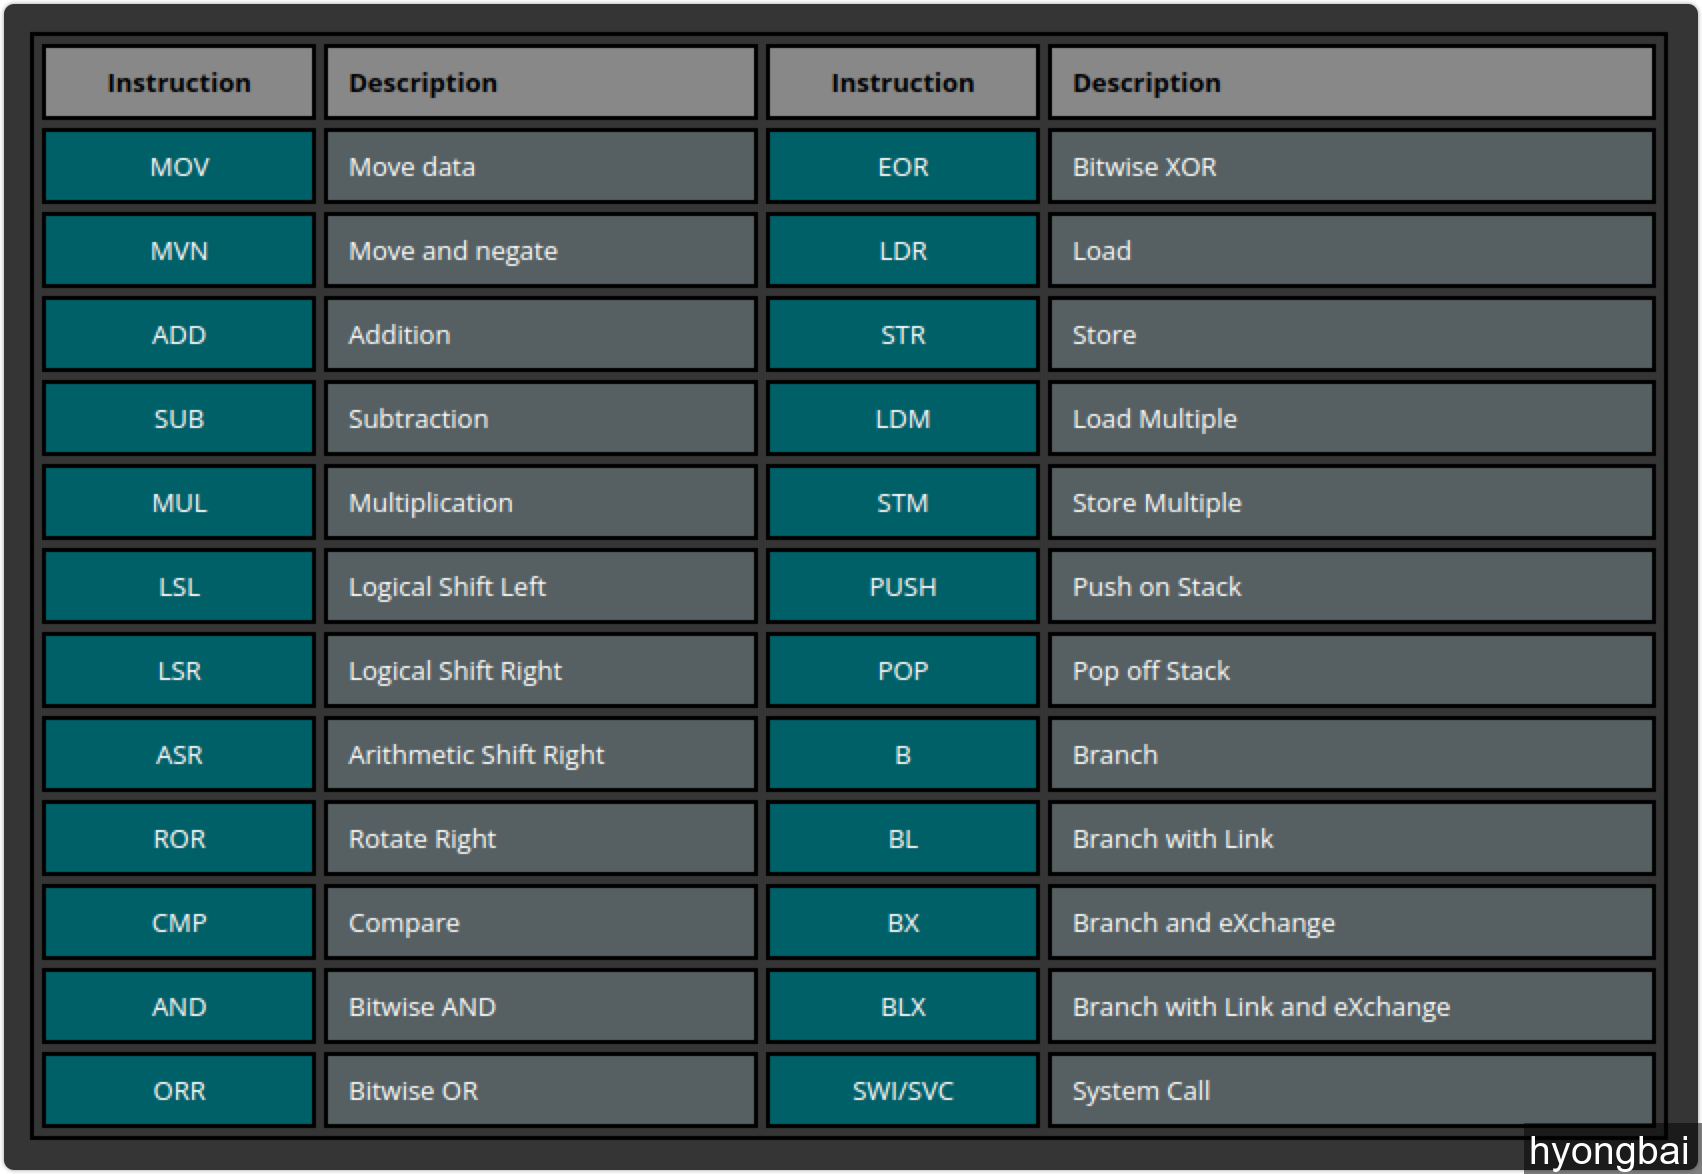 Instruction Description Instruction Description
MOV Move data EOR Bitwise XOR
MVN Move and negate LDR Load
ADD Addition STR Store
SUB Subtraction LDM Load Multiple
MUL Multiplication STM Store Multiple
LSL Logical Shift Left PUSH Push on Stack
LSR Logical Shift Right POP Pop off Stack
ASR Arithmetic Shift Right B Branch
ROR Rotate Right BL Branch with Link
CMP Compare BX Branch and eXchange
AND Bitwise AND BLX Branch with Link and eXchange
ORR Bitwise OR SWI/SVC System Call
hyongbai